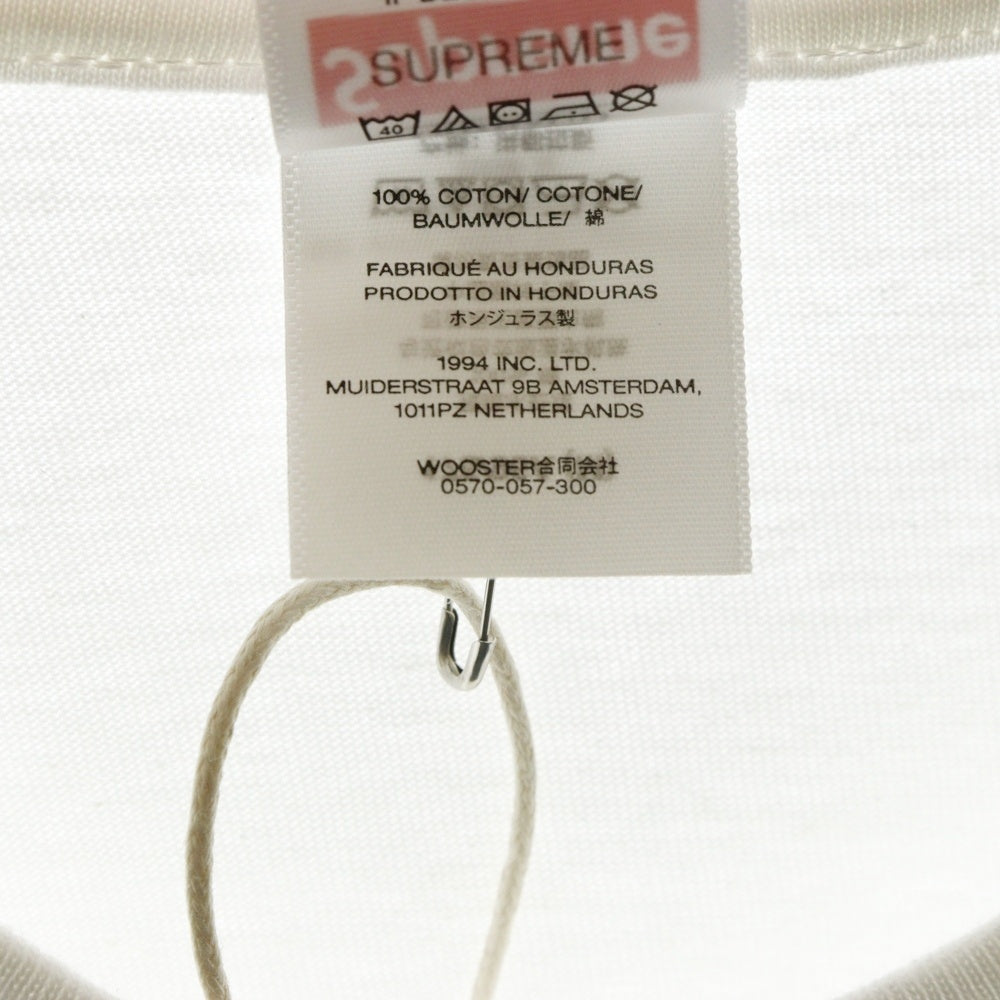 SUPREME
40
100% COTON/ COTONE/
BAUMWOLLE/ 綿
FABRIQUÉ AU HONDURAS
PRODOTTO IN HONDURAS
ホンジュラス製
1994 INC. LTD.
MUIDERSTRAAT 9B AMSTERDAM,
1011PZ NETHERLANDS
WOOSTER合同会社
0570-057-300
Supreme